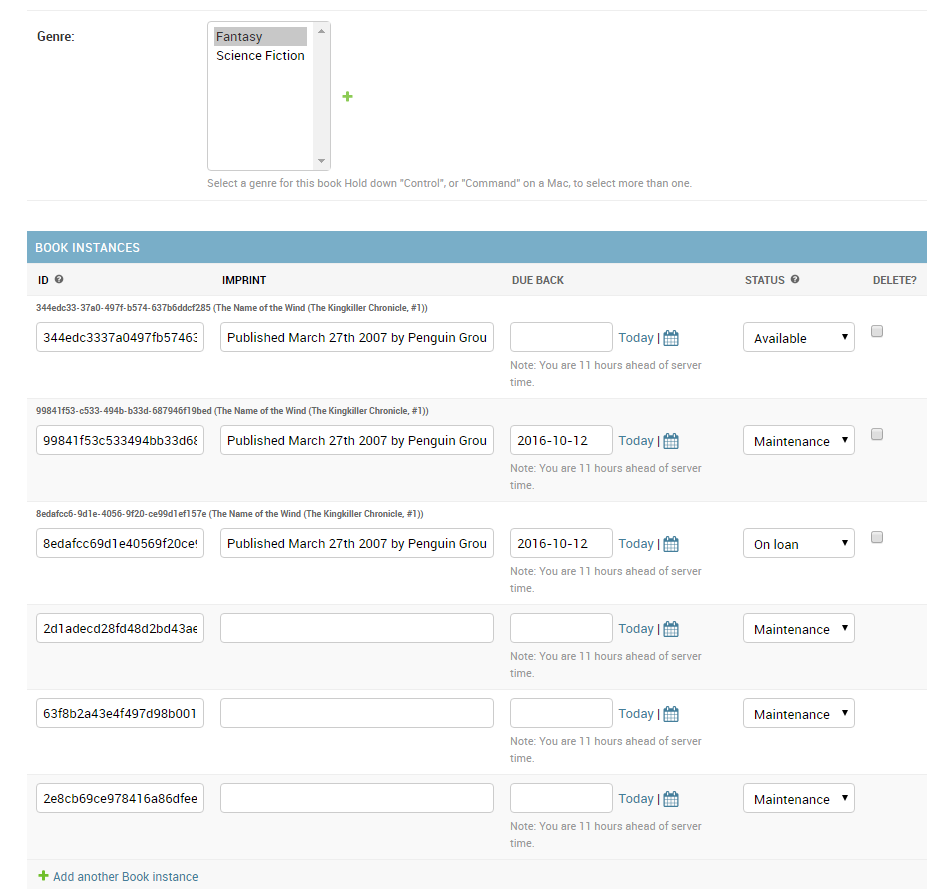 Genre:
Fantasy
Science Fiction
Select a genre for this book Hold down "Control", or "Command" on a Mac, to select more than one.
BOOK INSTANCES
ID IMPRINT DUE BACK STATUS DELETE?
344edc33-37a0-497f-b574-637b6ddcf285 (The Name of the Wind (The Kingkiller Chronicle, #1))
344edc3337a0497fb57463 Published March 27th 2007 by Penguin Grou Today | Available
Note: You are 11 hours ahead of server
time.
99841f53-c533-494b-b33d-687946f19bed (The Name of the Wind (The Kingkiller Chronicle, #1))
99841f53c533494bb33d68 Published March 27th 2007 by Penguin Grou 2016-10-12 Today | Maintenance
Note: You are 11 hours ahead of server
time.
8edafcc6-9d1e-4056-9f20-ce99d1ef157e (The Name of the Wind (The Kingkiller Chronicle, #1))
8edafcc69d1e40569f20ce9 Published March 27th 2007 by Penguin Grou 2016-10-12 Today | On loan
Note: You are 11 hours ahead of server
time.
2d1adecd28fd48d2bd43ae Today | Maintenance
Note: You are 11 hours ahead of server
time.
63f8b2a43e4f497d98b001 Today | Maintenance
Note: You are 11 hours ahead of server
time.
2e8cb69ce978416a86dfee Today | Maintenance
Note: You are 11 hours ahead of server
time.
Add another Book instance